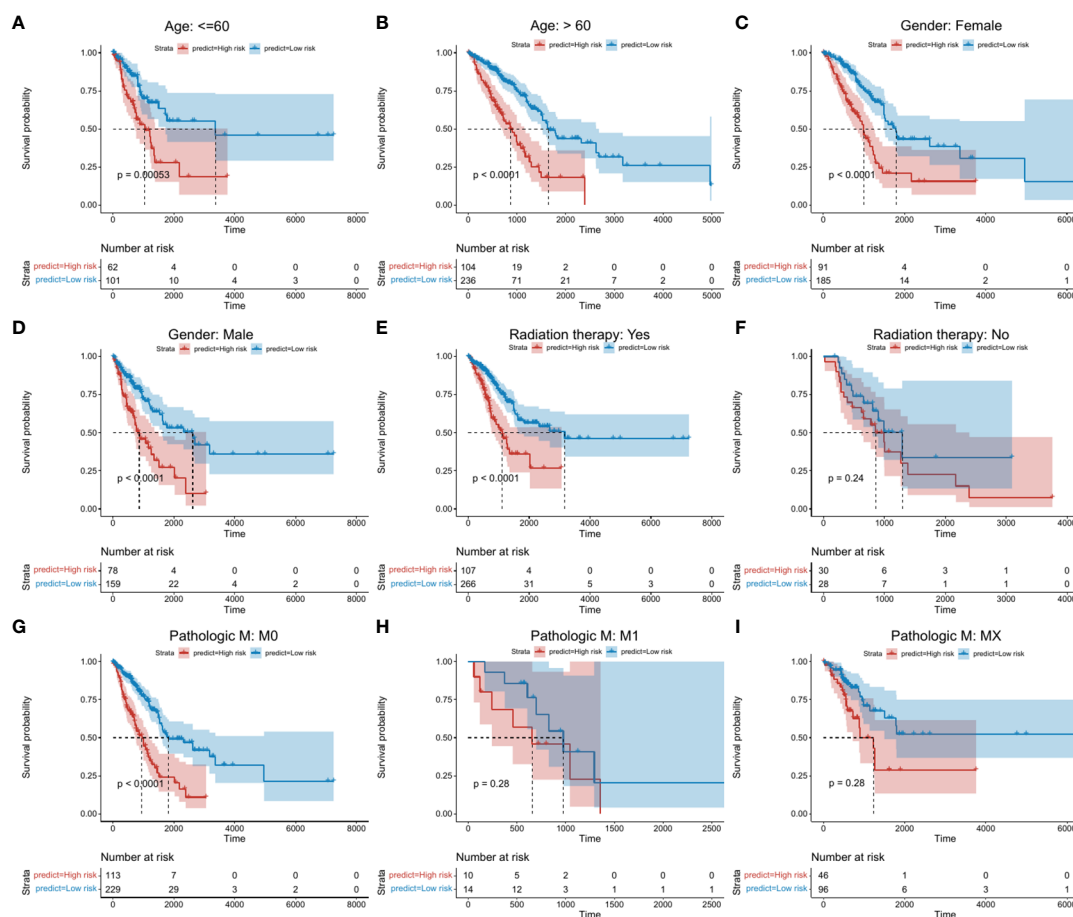 A
Age: <=60
Strata predict=High risk predict=Low risk
Survival probability
1.00
0.75
0.50
0.25
0.00
p = 0.00053
0 2000 4000 6000 8000
Time
Number at risk
Strata
predict=High risk 62 4 0 0 0
predict=Low risk 101 10 4 3 0
0 2000 4000 6000 8000
Time
B
Age: > 60
Strata predict=High risk predict=Low risk
Survival probability
1.00
0.75
0.50
0.25
0.00
p < 0.0001
0 1000 2000 3000 4000 5000
Time
Number at risk
Strata
predict=High risk 104 19 2 0 0 0
predict=Low risk 236 71 21 7 2 0
0 1000 2000 3000 4000 5000
Time
C
Gender: Female
Strata predict=High risk predict=Low risk
Survival probability
1.00
0.75
0.50
0.25
0.00
p < 0.0001
0 2000 4000 6000
Time
Number at risk
Strata
predict=High risk 91 4 0 0
predict=Low risk 185 14 2 1
0 2000 4000 6000
Time
D
Gender: Male
Strata predict=High risk predict=Low risk
Survival probability
1.00
0.75
0.50
0.25
0.00
p < 0.0001
0 2000 4000 6000 8000
Time
Number at risk
Strata
predict=High risk 78 4 0 0 0
predict=Low risk 159 22 4 2 0
0 2000 4000 6000 8000
Time
E
Radiation therapy: Yes
Strata predict=High risk predict=Low risk
Survival probability
1.00
0.75
0.50
0.25
0.00
p < 0.0001
0 2000 4000 6000 8000
Time
Number at risk
Strata
predict=High risk 107 4 0 0 0
predict=Low risk 266 31 5 3 0
0 2000 4000 6000 8000
Time
F
Radiation therapy: No
Strata predict=High risk predict=Low risk
Survival probability
1.00
0.75
0.50
0.25
0.00
p = 0.24
0 1000 2000 3000 4000
Time
Number at risk
Strata
predict=High risk 30 6 3 1 0
predict=Low risk 28 7 1 1 0
0 1000 2000 3000 4000
Time
G
Pathologic M: M0
Strata predict=High risk predict=Low risk
Survival probability
1.00
0.75
0.50
0.25
0.00
p < 0.0001
0 2000 4000 6000 8000
Time
Number at risk
Strata
predict=High risk 113 7 0 0 0
predict=Low risk 229 29 3 2 0
0 2000 4000 6000 8000
Time
H
Pathologic M: M1
Strata predict=High risk predict=Low risk
Survival probability
1.00
0.75
0.50
0.25
0.00
p = 0.28
0 500 1000 1500 2000 2500
Time
Number at risk
Strata
predict=High risk 10 5 2 0 0 0
predict=Low risk 14 12 3 1 1 1
0 500 1000 1500 2000 2500
Time
I
Pathologic M: MX
Strata predict=High risk predict=Low risk
Survival probability
1.00
0.75
0.50
0.25
0.00
p = 0.28
0 2000 4000 6000
Time
Number at risk
Strata
predict=High risk 46 1 0 0
predict=Low risk 96 6 3 1
0 2000 4000 6000
Time